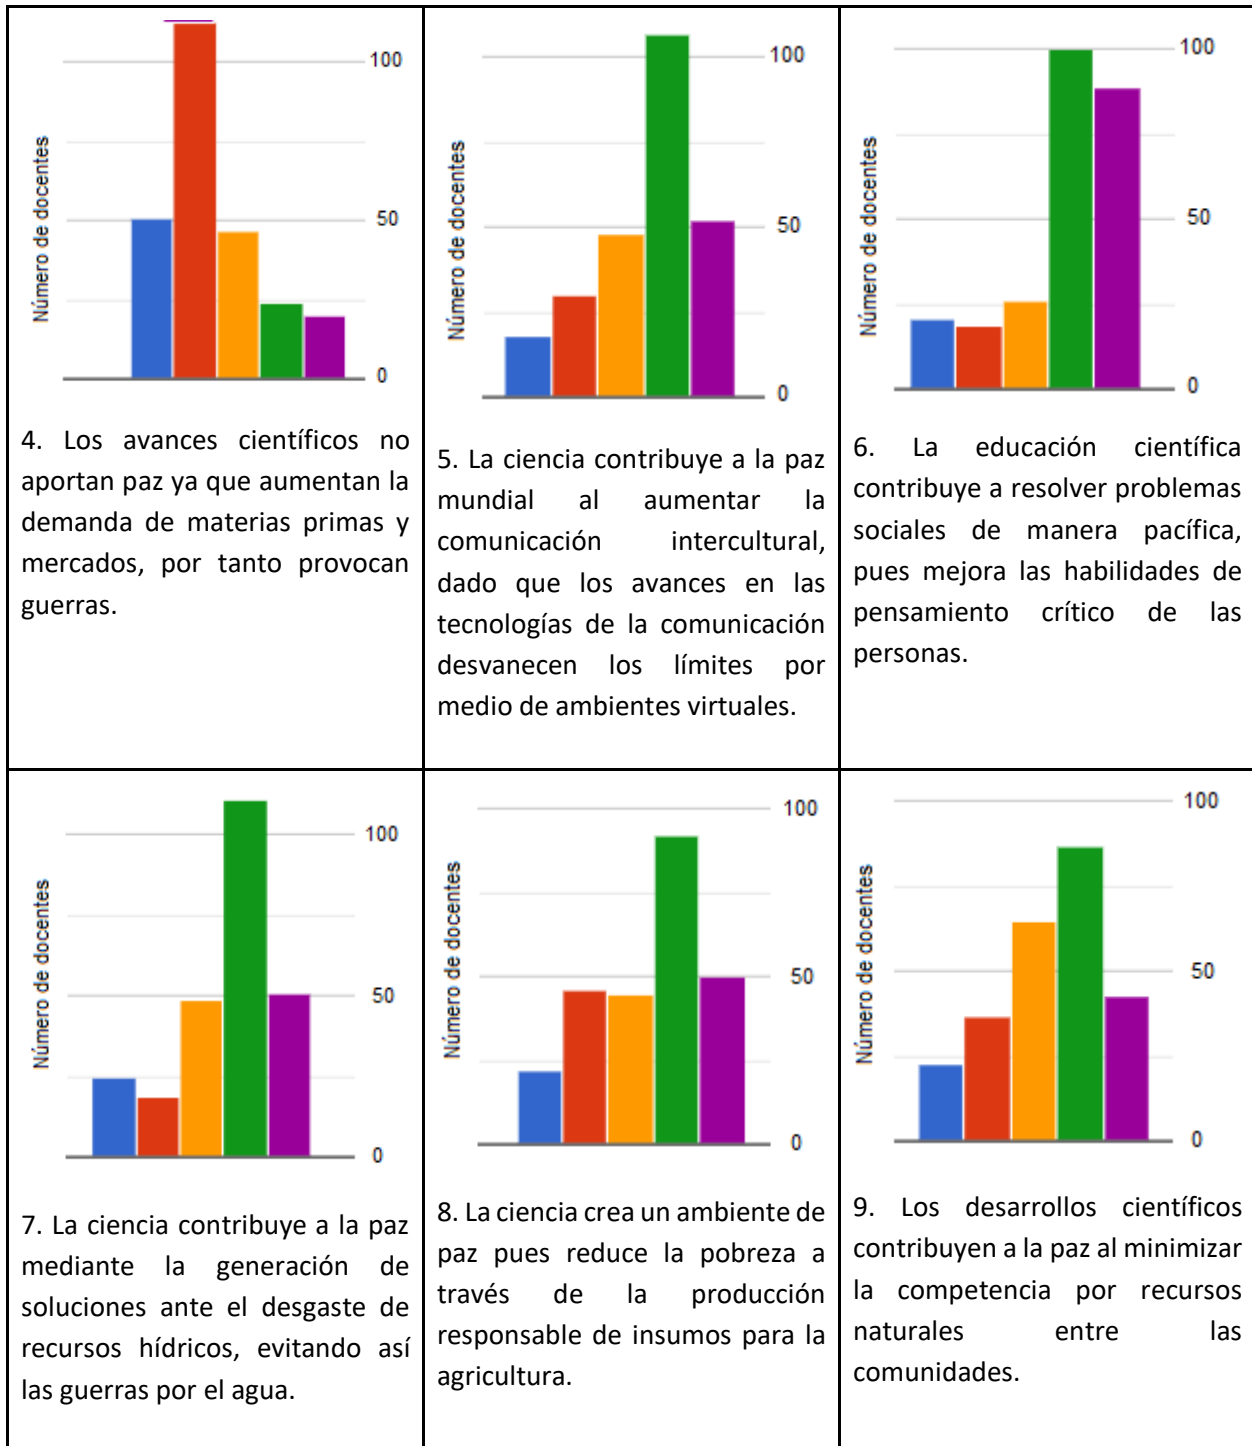 100
50
0
Número de docentes
4. Los avances científicos no
aportan paz ya que aumentan la
demanda de materias primas y
mercados, por tanto provocan
guerras.
100
50
0
Número de docentes
5. La ciencia contribuye a la paz
mundial al aumentar la
comunicación intercultural,
dado que los avances en las
tecnologías de la comunicación
desvanecen los límites por
medio de ambientes virtuales.
100
50
0
Número de docentes
6. La educación científica
contribuye a resolver problemas
sociales de manera pacífica,
pues mejora las habilidades de
pensamiento crítico de las
personas.
100
50
0
Número de docentes
7. La ciencia contribuye a la paz
mediante la generación de
soluciones ante el desgaste de
recursos hídricos, evitando así
las guerras por el agua.
100
50
0
Número de docentes
8. La ciencia crea un ambiente de
paz pues reduce la pobreza a
través de la producción
responsable de insumos para la
agricultura.
100
50
0
Número de docentes
9. Los desarrollos científicos
contribuyen a la paz al minimizar
la competencia por recursos
naturales entre las
comunidades.